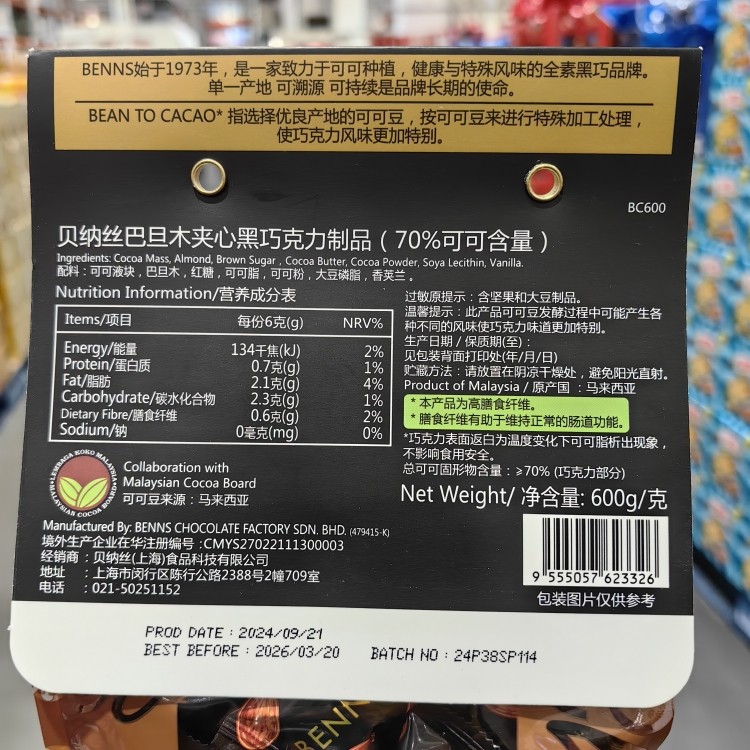 BENNS始于1973年，是一家致力于可可种植，健康与特殊风味的全素黑巧品牌。
单一产地 可溯源 可持续是品牌长期的使命。
BEAN TO CACAO* 指选择优良产地的可可豆，按可可豆来进行特殊加工处理，
使巧克力风味更加特别。
BC600
贝纳丝巴旦木夹心黑巧克力制品（70%可可含量）
Ingredients: Cocoa Mass, Almond, Brown Sugar , Cocoa Butter, Cocoa Powder, Soya Lecithin, Vanilla.
配料：可可液块，巴旦木，红糖，可可脂，可可粉，大豆磷脂，香荚兰。
Nutrition Information/营养成分表
Items/项目 每份6克(g) NRV%
Energy/能量 134千焦(kJ) 2%
Protein/蛋白质 0.7克(g) 1%
Fat/脂肪 2.1克(g) 4%
Carbohydrate/碳水化合物 2.3克(g) 1%
Dietary Fibre/膳食纤维 0.6克(g) 2%
Sodium/钠 0毫克(mg) 0%
过敏原提示：含坚果和大豆制品。
温馨提示：此产品可可豆发酵过程中可能产生各
种不同的风味使巧克力味道更加特别。
生产日期 / 保质期(至)：
见包装背面打印处(年/月/日)
贮藏方法：请放置在阴凉干燥处，避免阳光直射。
Product of Malaysia / 原产国 ：马来西亚
* 本产品为高膳食纤维。
* 膳食纤维有助于维持正常的肠道功能。
*巧克力表面返白为温度变化下可可脂析出现象，
不影响食用安全。
总可可固形物含量：≥70% (巧克力部分)
Net Weight/ 净含量: 600g/克
LEMBAGA KOKO MALAYSIA
MALAYSIAN COCOA BOARD
Collaboration with
Malaysian Cocoa Board
可可豆来源：马来西亚
Manufactured By: BENNS CHOCOLATE FACTORY SDN. BHD. (479415-K)
境外生产企业在华注册编号 :CMYS27022111300003
经销商 ：贝纳丝(上海)食品科技有限公司
地址 ：上海市闵行区陈行公路2388号2幢709室
电话 ：021-50251152
9 555057 623326
包装图片仅供参考
PROD DATE : 2024/09/21
BEST BEFORE : 2026/03/20 BATCH NO : 24P38SP114
BENN